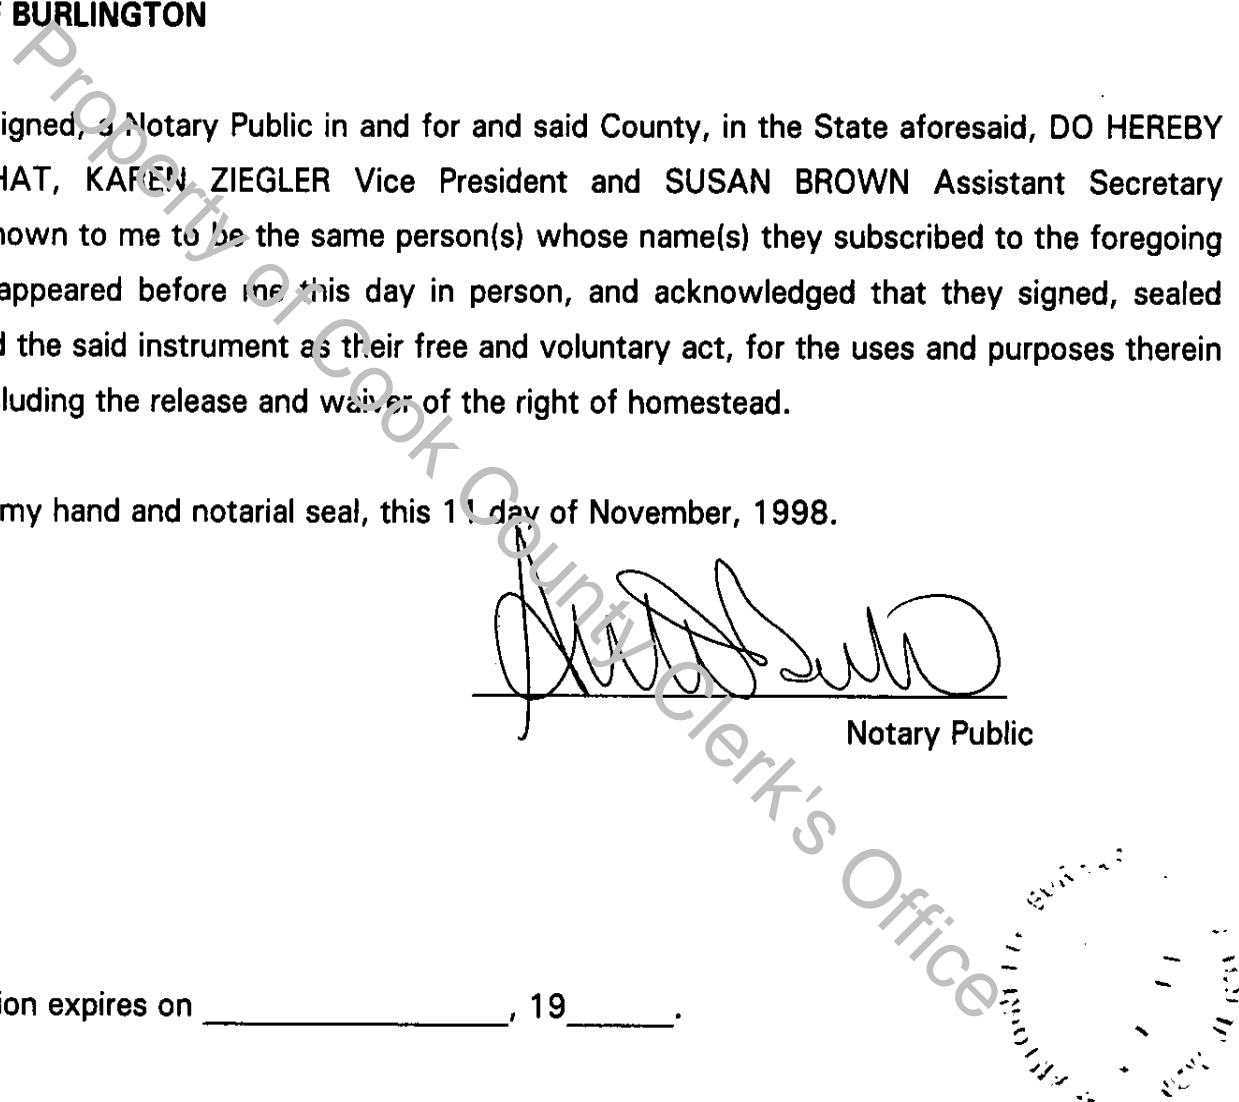 BURLINGTON
igned, a Notary Public in and for and said County, in the State aforesaid, DO HEREBY
HAT, KAREN ZIEGLER Vice President and SUSAN BROWN Assistant Secretary
nown to me to be the same person(s) whose name(s) they subscribed to the foregoing
appeared before me this day in person, and acknowledged that they signed, sealed
d the said instrument as their free and voluntary act, for the uses and purposes therein
luding the release and waiver of the right of homestead.
my hand and notarial seal, this 11 day of November, 1998.
Notary Public
ion expires on ____________, 19____.
Property of Cook County Clerk's Office